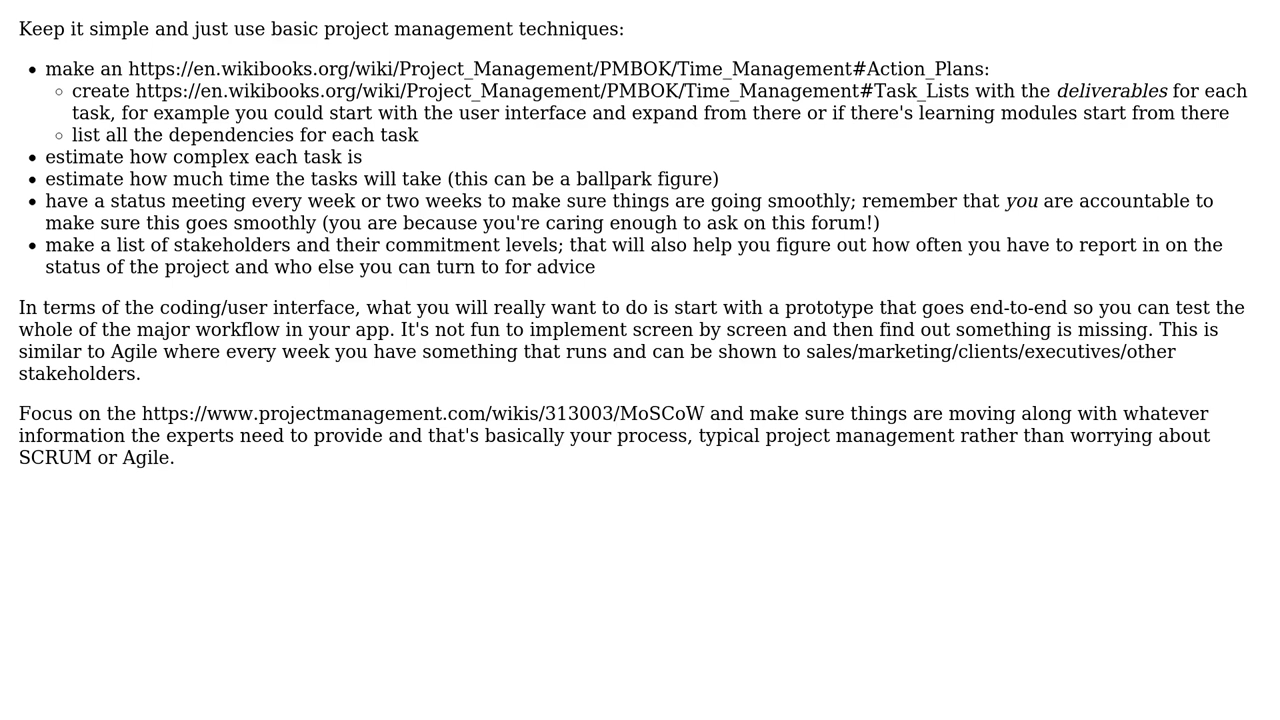 Keep it simple and just use basic project management techniques:
• make an https://en.wikibooks.org/wiki/Project_Management/PMBOK/Time_Management#Action_Plans:
◦ create https://en.wikibooks.org/wiki/Project_Management/PMBOK/Time_Management#Task_Lists with the deliverables for each
task, for example you could start with the user interface and expand from there or if there's learning modules start from there
◦ list all the dependencies for each task
• estimate how complex each task is
• estimate how much time the tasks will take (this can be a ballpark figure)
• have a status meeting every week or two weeks to make sure things are going smoothly; remember that you are accountable to
make sure this goes smoothly (you are because you're caring enough to ask on this forum!)
• make a list of stakeholders and their commitment levels; that will also help you figure out how often you have to report in on the
status of the project and who else you can turn to for advice
In terms of the coding/user interface, what you will really want to do is start with a prototype that goes end-to-end so you can test the
whole of the major workflow in your app. It's not fun to implement screen by screen and then find out something is missing. This is
similar to Agile where every week you have something that runs and can be shown to sales/marketing/clients/executives/other
stakeholders.
Focus on the https://www.projectmanagement.com/wikis/313003/MoSCoW and make sure things are moving along with whatever
information the experts need to provide and that's basically your process, typical project management rather than worrying about
SCRUM or Agile.